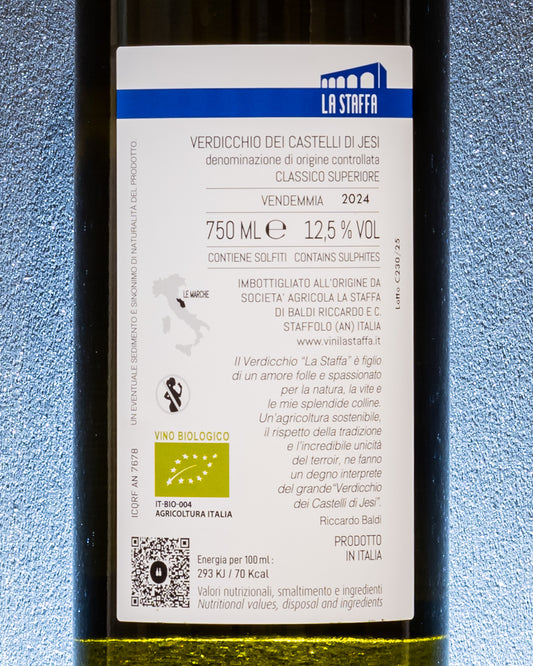 LA STAFFA
VERDICCHIO DEI CASTELLI DI JESI
denominazione di origine controllata
CLASSICO SUPERIORE
VENDEMMIA 2024
750 ML ℮ 12,5 % VOL
CONTIENE SOLFITI CONTAINS SULPHITES
IMBOTTIGLIATO ALL'ORIGINE DA
SOCIETA' AGRICOLA LA STAFFA
DI BALDI RICCARDO E C.
STAFFOLO (AN) ITALIA
www.vinilastaffa.it
Lotto C230/25
LE MARCHE
Il Verdicchio "La Staffa" è figlio
di un amore folle e spassionato
per la natura, la vite e
le mie splendide colline.
Un'agricoltura sostenibile,
il rispetto della tradizione
e l'incredibile unicità
del terroir, ne fanno
un degno interprete
del grande"Verdicchio
dei Castelli di Jesi".
Riccardo Baldi
PRODOTTO
IN ITALIA
UN EVENTUALE SEDIMENTO È SINONIMO DI NATURALITÀ DEL PRODOTTO
ICQRF AN 7678
VINO BIOLOGICO
IT-BIO-004
AGRICOLTURA ITALIA
Energia per 100 ml :
293 KJ / 70 Kcal
Valori nutrizionali, smaltimento e ingredienti
Nutritional values, disposal and ingredients